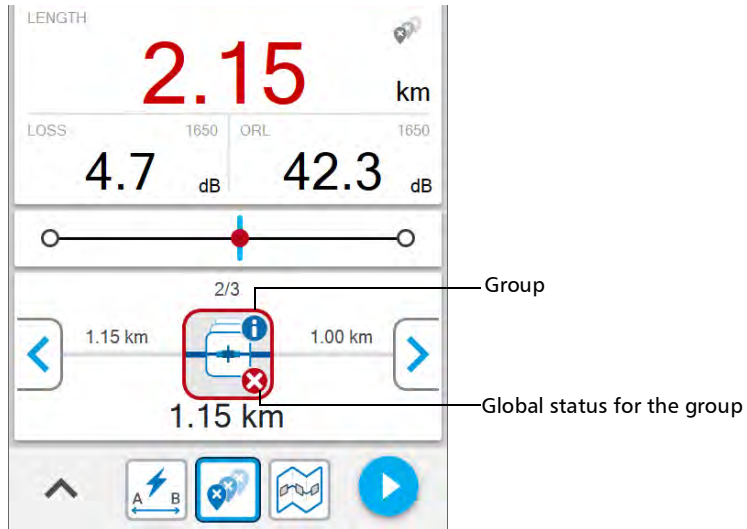 LENGTH
2.15 km
LOSS 1650 ORL 1650
4.7 dB 42.3 dB
2/3
Group
1.15 km 1.00 km
1.15 km
Global status for the group
A B